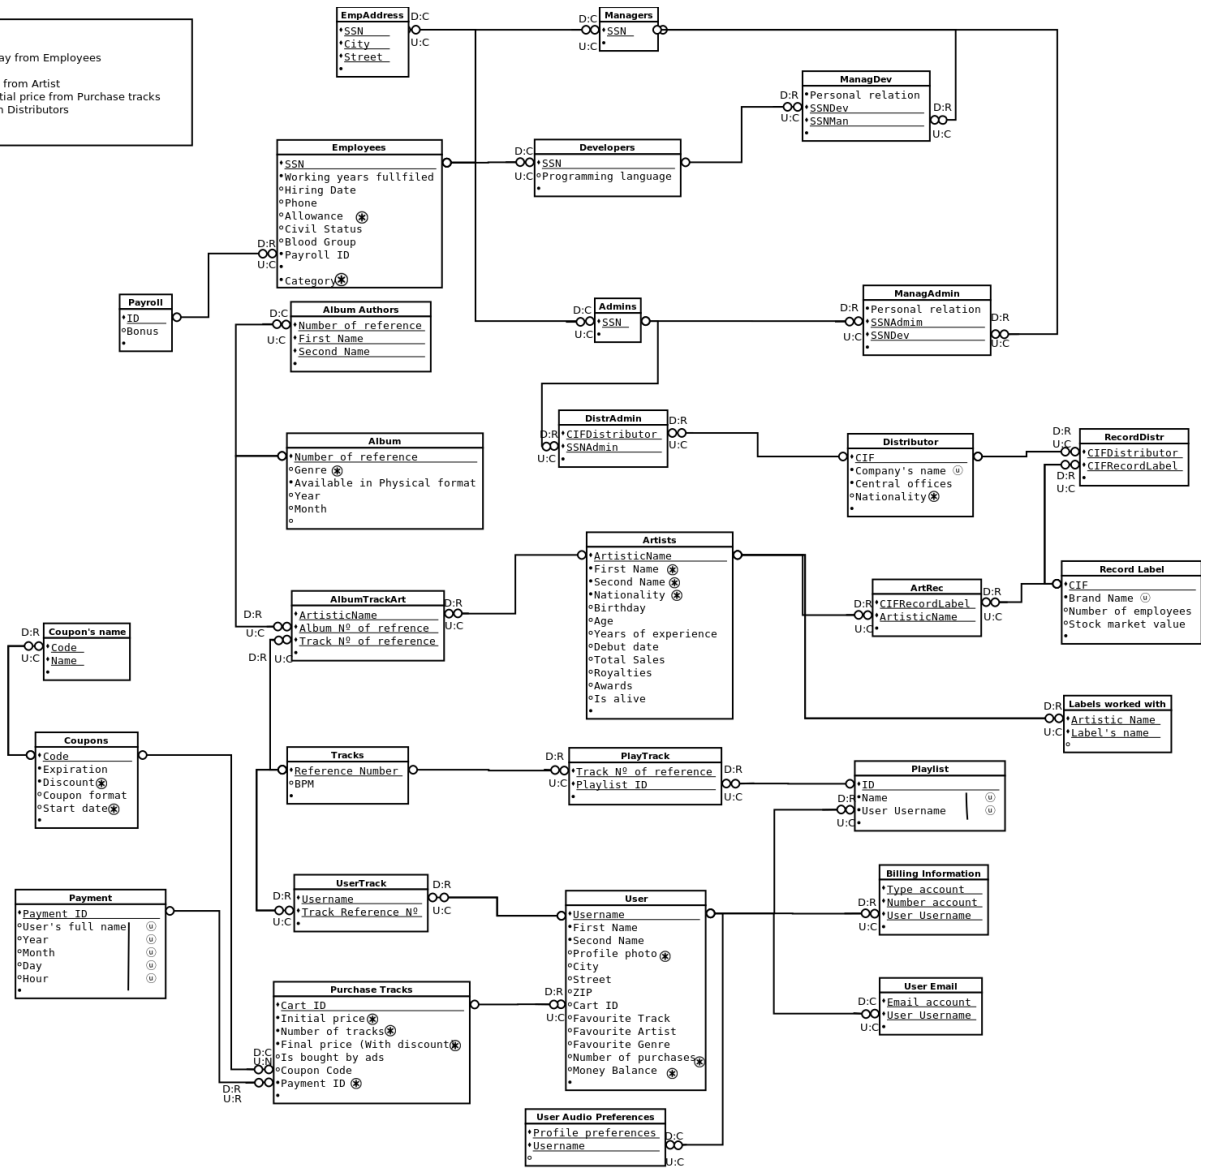 ay from Employees
from Artist
tial price from Purchase tracks
n Distributors
EmpAddress
SSN
City
Street
D:C
U:C
Managers
SSN
D:C
U:C
ManagDev
Personal relation
SSNDev
SSNMan
D:R
U:C
D:R
U:C
Employees
SSN
Working years fullfiled
Hiring Date
Phone
Allowance
Civil Status
Blood Group
Payroll ID
Category
D:R
U:C
Developers
SSN
Programming language
D:C
U:C
Payroll
ID
Bonus
Album Authors
Number of reference
First Name
Second Name
D:C
U:C
Admins
SSN
D:C
U:C
ManagAdmin
Personal relation
SSNAdmim
SSNDev
D:R
U:C
D:R
U:C
DistrAdmin
CIFDistributor
SSNAdmin
D:R
U:C
D:R
U:C
Album
Number of reference
Genre
Available in Physical format
Year
Month
Distributor
CIF
Company's name u
Central offices
Nationality
RecordDistr
CIFDistributor
CIFRecordLabel
D:R
U:C
D:R
U:C
Artists
ArtisticName
First Name
Second Name
Nationality
Birthday
Age
Years of experience
Debut date
Total Sales
Royalties
Awards
Is alive
Record Label
CIF
Brand Name u
Number of employees
Stock market value
ArtRec
CIFRecordLabel
ArtisticName
D:R
U:C
D:R
U:C
AlbumTrackArt
ArtisticName
Album Nº of refrence
Track Nº of reference
D:R
U:C
D:R
U:C
D:R U:C
Coupon's name
Code
Name
D:R
U:C
Labels worked with
Artistic Name
Label's name
D:R
U:C
Coupons
Code
Expiration
Discount
Coupon format
Start date
Tracks
Reference Number
BPM
PlayTrack
Track Nº of reference
Playlist ID
D:R
U:C
D:R
U:C
Playlist
ID
Name u
User Username u
D:R
U:C
Payment
Payment ID
User's full name u
Year u
Month u
Day u
Hour u
UserTrack
Username
Track Reference Nº
D:R
U:C
D:R
U:C
User
Username
First Name
Second Name
Profile photo
City
Street
ZIP
Cart ID
Favourite Track
Favourite Artist
Favourite Genre
Number of purchases
Money Balance
D:R
U:C
Billing Information
Type account
Number account
User Username
D:R
U:C
User Email
Email account
User Username
D:C
U:C
Purchase Tracks
Cart ID
Initial price
Number of tracks
Final price (With discount
Is bought by ads
Coupon Code
Payment ID
D:C
U:N
D:R
U:R
User Audio Preferences
Profile preferences
Username
D:C
U:C